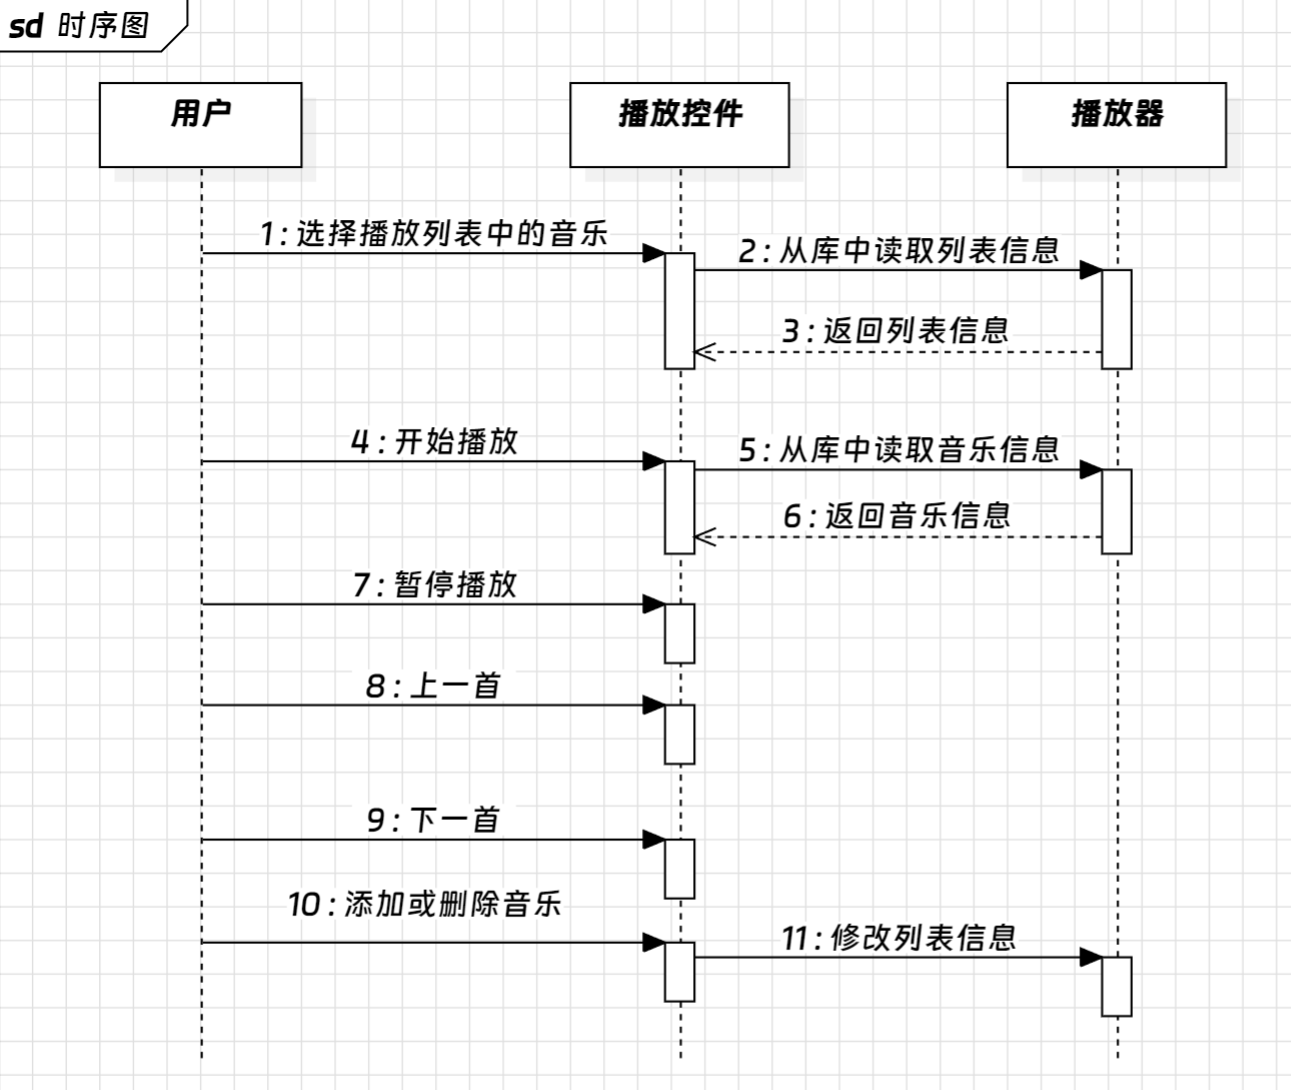 sd 时序图
用户
播放控件
播放器
1 : 选择播放列表中的音乐
2 : 从库中读取列表信息
3 : 返回列表信息
4 : 开始播放
5 : 从库中读取音乐信息
6 : 返回音乐信息
7 : 暂停播放
8 : 上一首
9 : 下一首
10 : 添加或删除音乐
11 : 修改列表信息